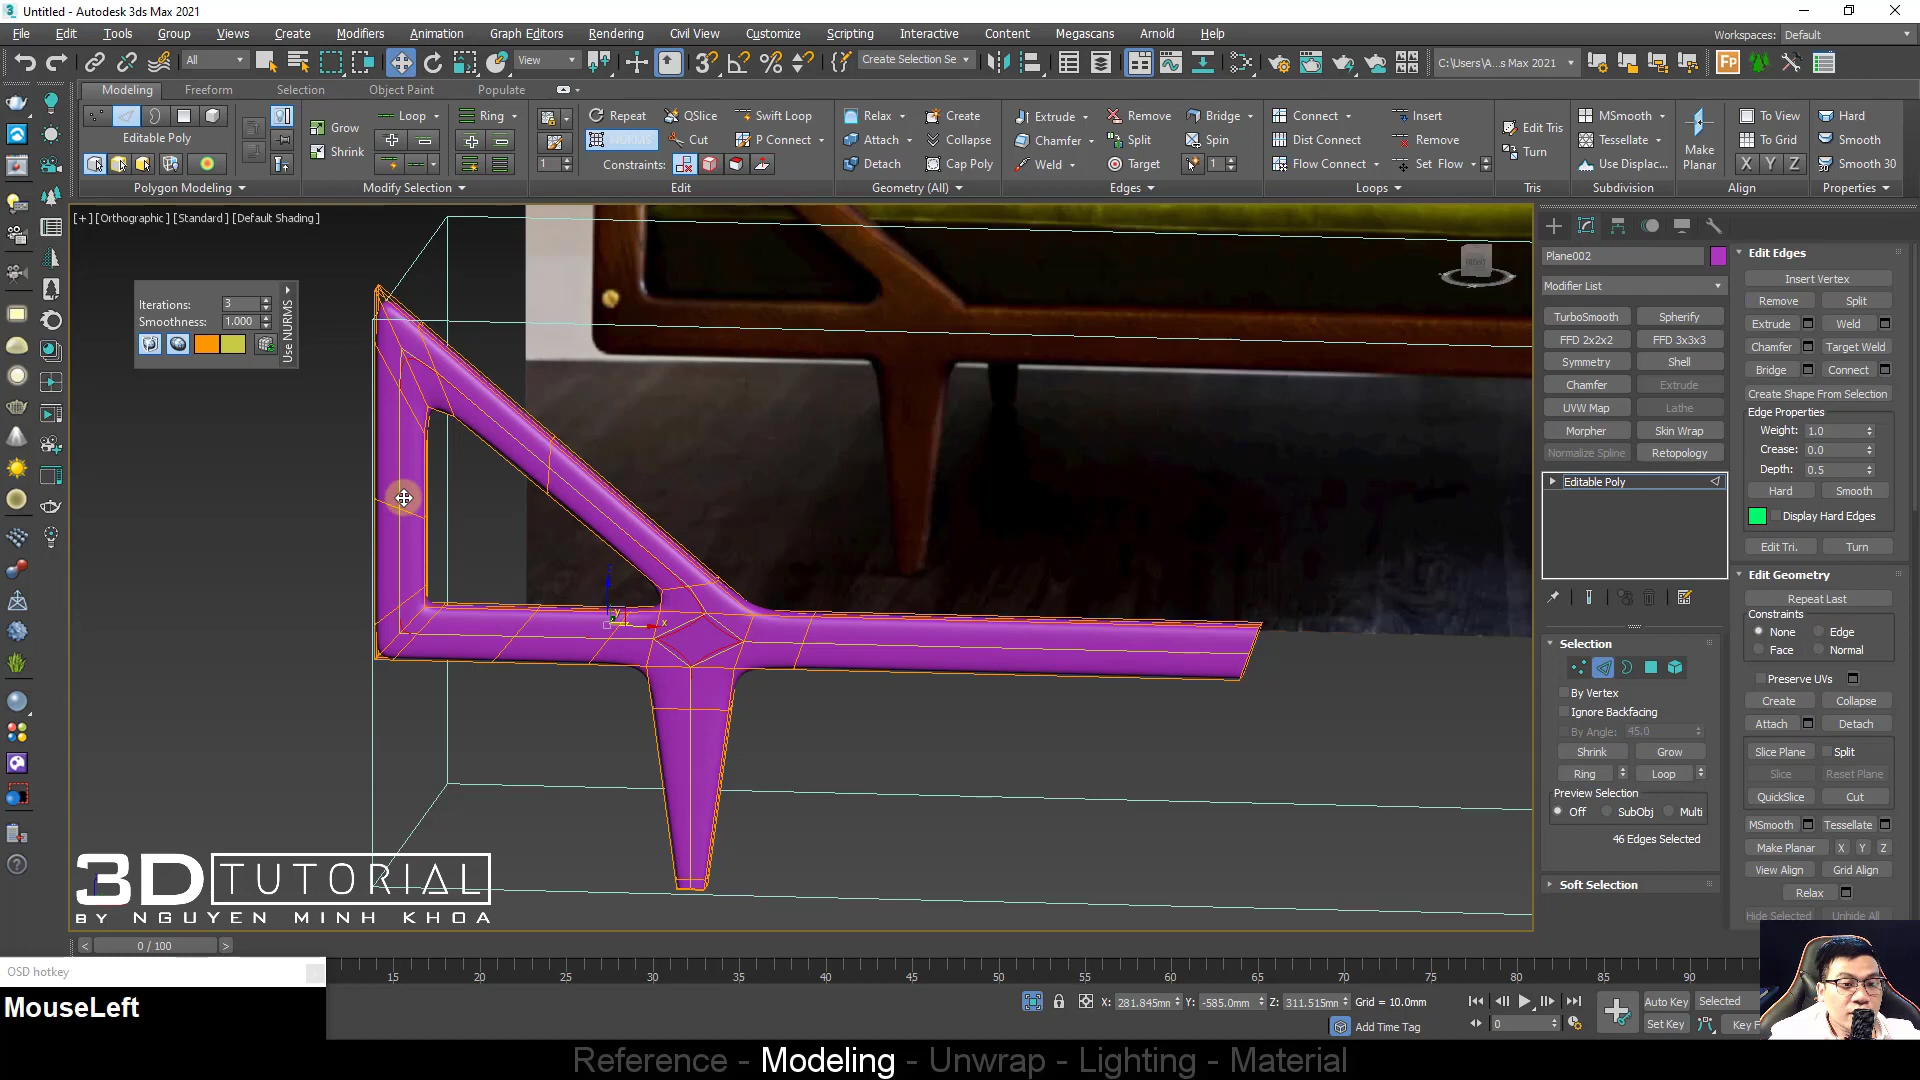 Untitled - Autodesk 3ds Max 2021
File Edit Tools Group Views Create Modifiers Animation Graph Editors Rendering Civil View Customize Scripting Interactive Content Megascans Arnold Help
Workspaces: Default
All View Create Selection Se C:\Users\A...s Max 2021
Modeling Freeform Selection Object Paint Populate
Grow Loop Ring Repeat QSlice Swift Loop Relax Create Extrude Remove Bridge Connect Insert MSmooth To View Hard
Editable Poly Shrink Cut P Connect Attach Collapse Chamfer Split Spin Dist Connect Remove Edit Tris Turn Tessellate To Grid Smooth
1 Constraints: Detach Cap Poly Weld Target 1 Flow Connect Set Flow Use Displac... Make Planar X Y Z Smooth 30
Polygon Modeling Modify Selection Edit Geometry (All) Edges Loops Tris Subdivision Align Properties
[+] [Orthographic] [Standard] [Default Shading]
Iterations: 3
Smoothness: 1.000
Use NURMS
x
Plane002
Modifier List
TurboSmooth Spherify
FFD 2x2x2 FFD 3x3x3
Symmetry Shell
Chamfer Extrude
UVW Map Lathe
Morpher Skin Wrap
Normalize Spline Retopology
Editable Poly
Selection
By Vertex
Ignore Backfacing
By Angle: 45.0
Shrink Grow
Ring Loop
Preview Selection
Off SubObj Multi
46 Edges Selected
Soft Selection
Edit Edges
Insert Vertex
Remove Split
Extrude Weld
Chamfer Target Weld
Bridge Connect
Create Shape From Selection
Edge Properties
Weight: 1.0
Crease: 0.0
Depth: 0.5
Hard Smooth
Display Hard Edges
Edit Tri. Turn
Edit Geometry
Repeat Last
Constraints
None Edge
Face Normal
Preserve UVs
Create Collapse
Attach Detach
Slice Plane Split
Slice Reset Plane
QuickSlice Cut
MSmooth Tessellate
Make Planar X Y Z
View Align Grid Align
Relax
Hide Selected Unhide All
3D TUTORIAL
BY NGUYEN MINH KHOA
< 0 / 100 >
15 20 25 30 35 40 45 50 55 60 65 70 75 80 85 90
OSD hotkey
MouseLeft
X: 281.845mm Y: -585.0mm Z: 311.515mm Grid = 10.0mm
Add Time Tag
0
Auto Key Selected
Set Key Key F
Reference - Modeling - Unwrap - Lighting - Material